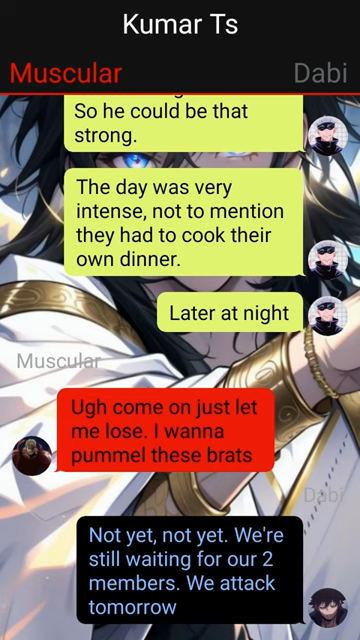 Kumar Ts
Muscular Dabi
So he could be that
strong.
The day was very
intense, not to mention
they had to cook their
own dinner.
Later at night
Muscular
Ugh come on just let
me lose. I wanna
pummel these brats
Dabi
Not yet, not yet. We're
still waiting for our 2
members. We attack
tomorrow